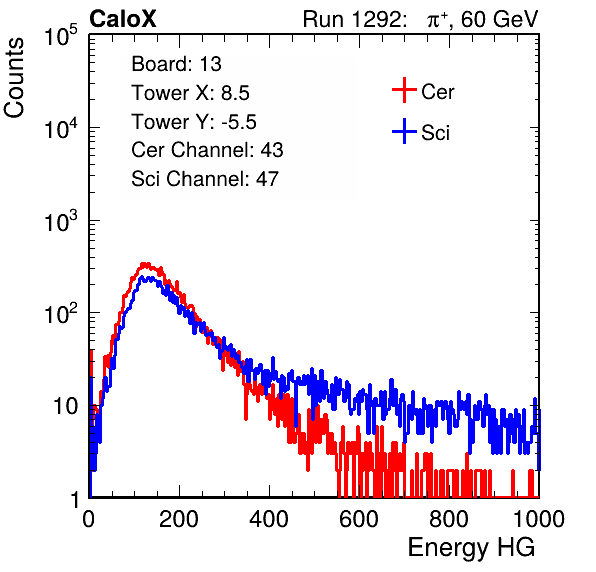 CaloX Run 1292: π⁺, 60 GeV
Counts
10⁵
10⁴
10³
10²
10
1
Board: 13
Tower X: 8.5
Tower Y: -5.5
Cer Channel: 43
Sci Channel: 47
Cer
Sci
0 200 400 600 800 1000
Energy HG